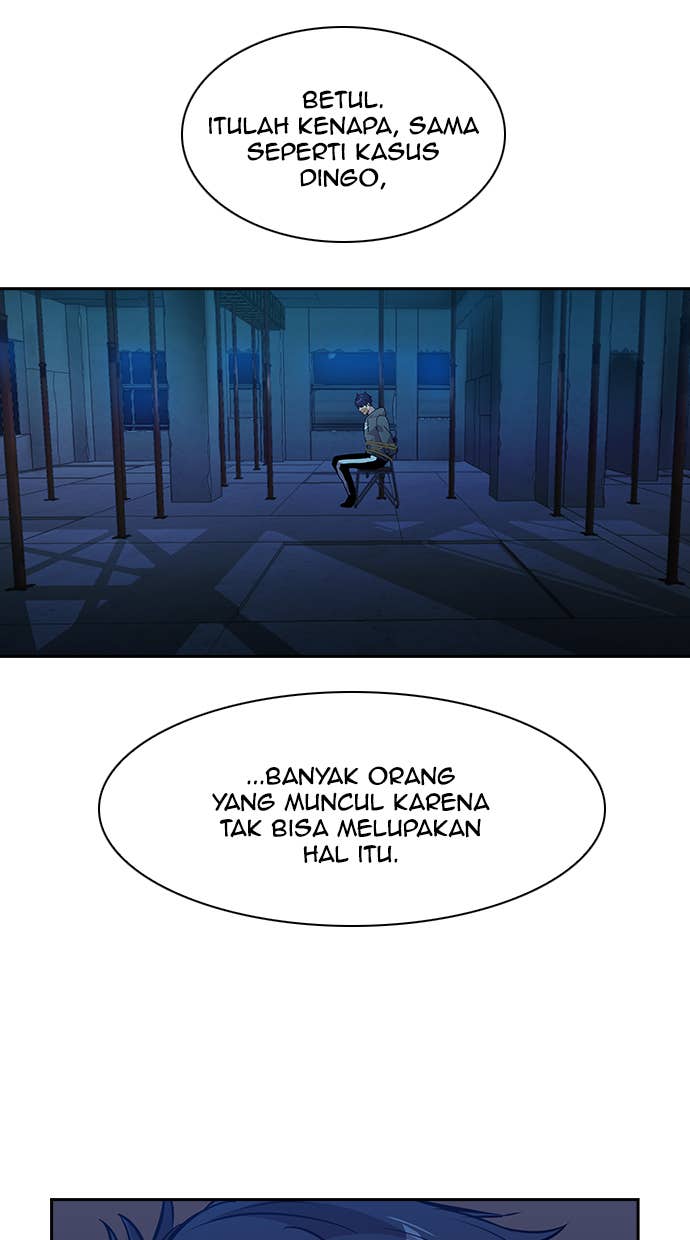 BETUL.
ITULAH KENAPA, SAMA
SEPERTI KASUS
DINGO,
...BANYAK ORANG
YANG MUNCUL KARENA
TAK BISA MELUPAKAN
HAL ITU.